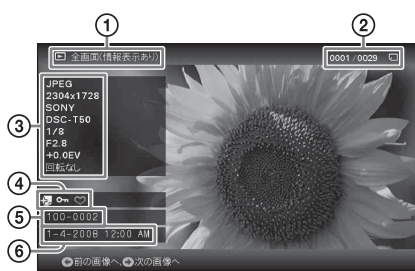 ①
②
全画面(情報表示あり)
0001/0029
③
JPEG
2304x1728
SONY
DSC-T50
1/8
F2.8
+0.0EV
回転なし
④
⑤
100-0002
⑥
1-4-2008 12:00 AM
前の画像へ、次の画像へ